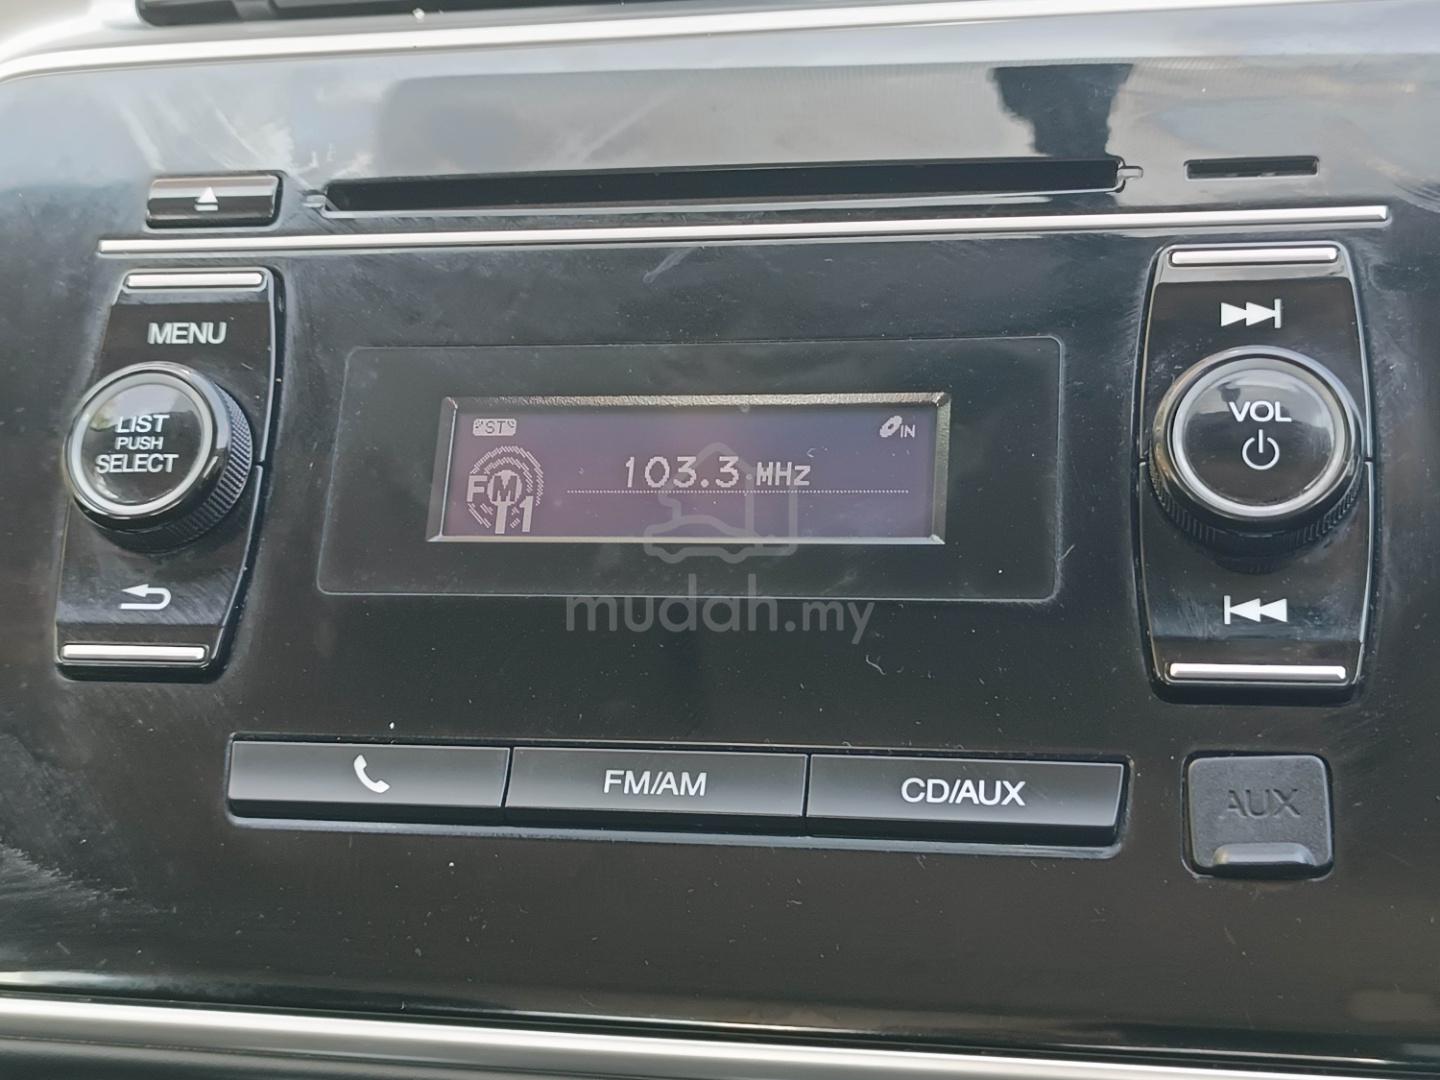 MENU
LIST
PUSH
SELECT
ST
IN
FM
1
103.3 MHz
VOL
mudah.my
FM/AM
CD/AUX
AUX